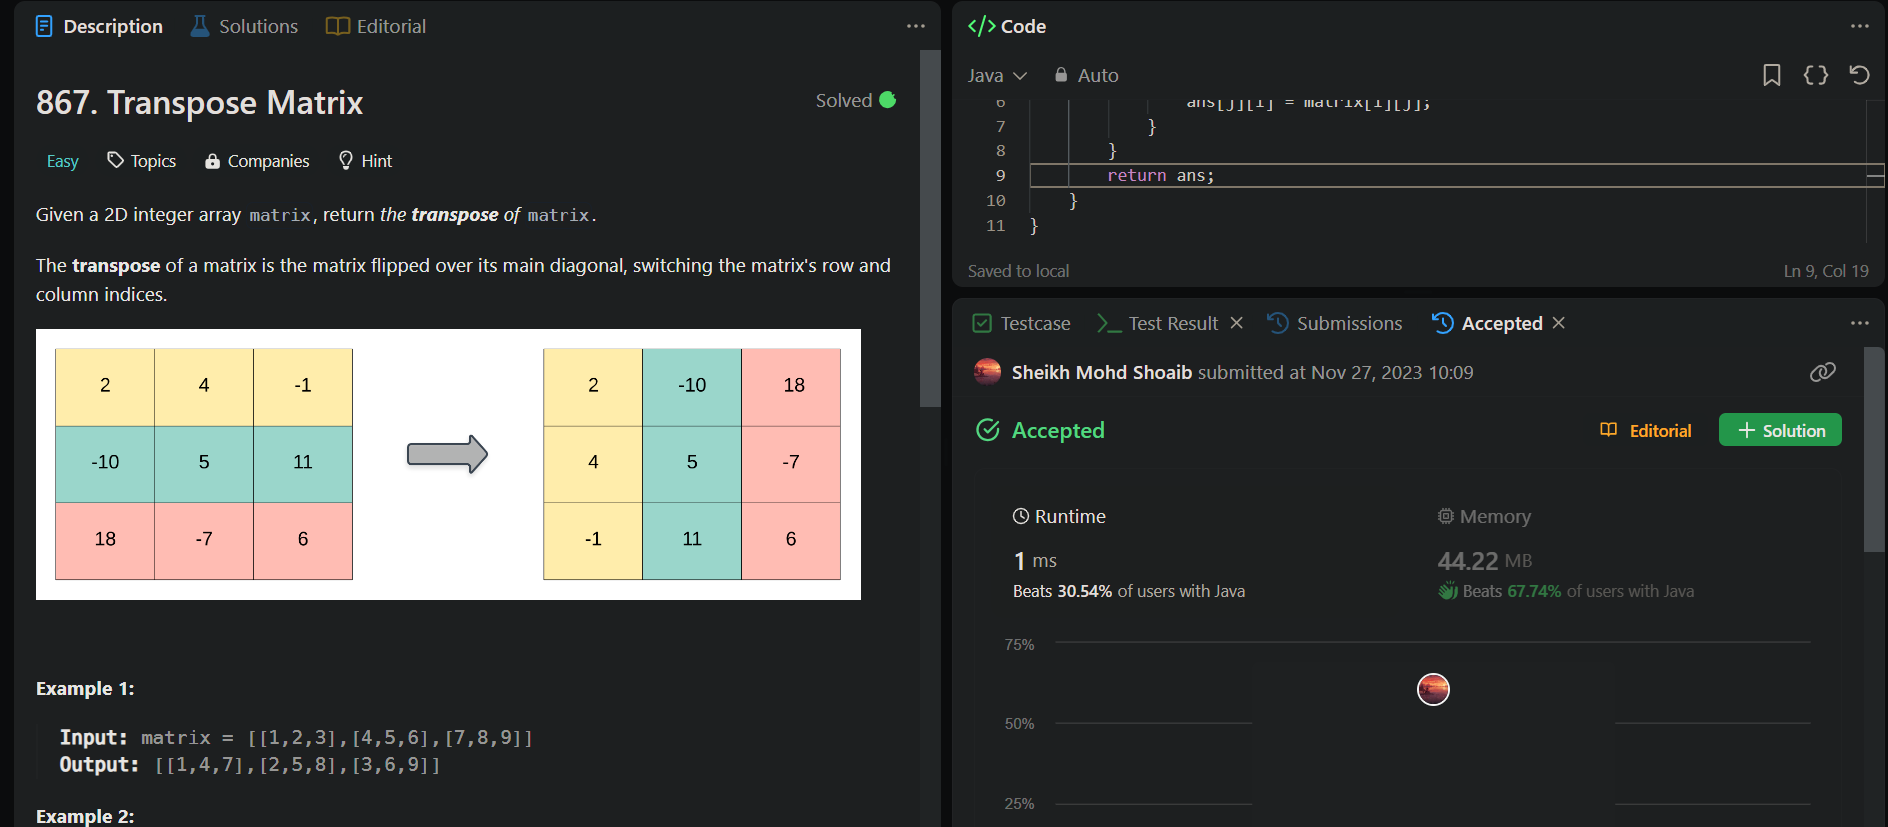 Description Solutions Editorial
867. Transpose Matrix
Solved
Easy Topics Companies Hint
Given a 2D integer array matrix, return the transpose of matrix.
The transpose of a matrix is the matrix flipped over its main diagonal, switching the matrix's row and
column indices.
2 4 -1 2 -10 18
-10 5 11 4 5 -7
18 -7 6 -1 11 6
Example 1:
Input: matrix = [[1,2,3],[4,5,6],[7,8,9]]
Output: [[1,4,7],[2,5,8],[3,6,9]]
Example 2:
</> Code
Java Auto
6 ans[j][i] = matrix[i][j];
7 }
8 }
9 return ans;
10 }
11 }
Saved to local Ln 9, Col 19
Testcase Test Result Submissions Accepted
Sheikh Mohd Shoaib submitted at Nov 27, 2023 10:09
Accepted Editorial + Solution
Runtime Memory
1 ms 44.22 MB
Beats 30.54% of users with Java Beats 67.74% of users with Java
75%
50%
25%